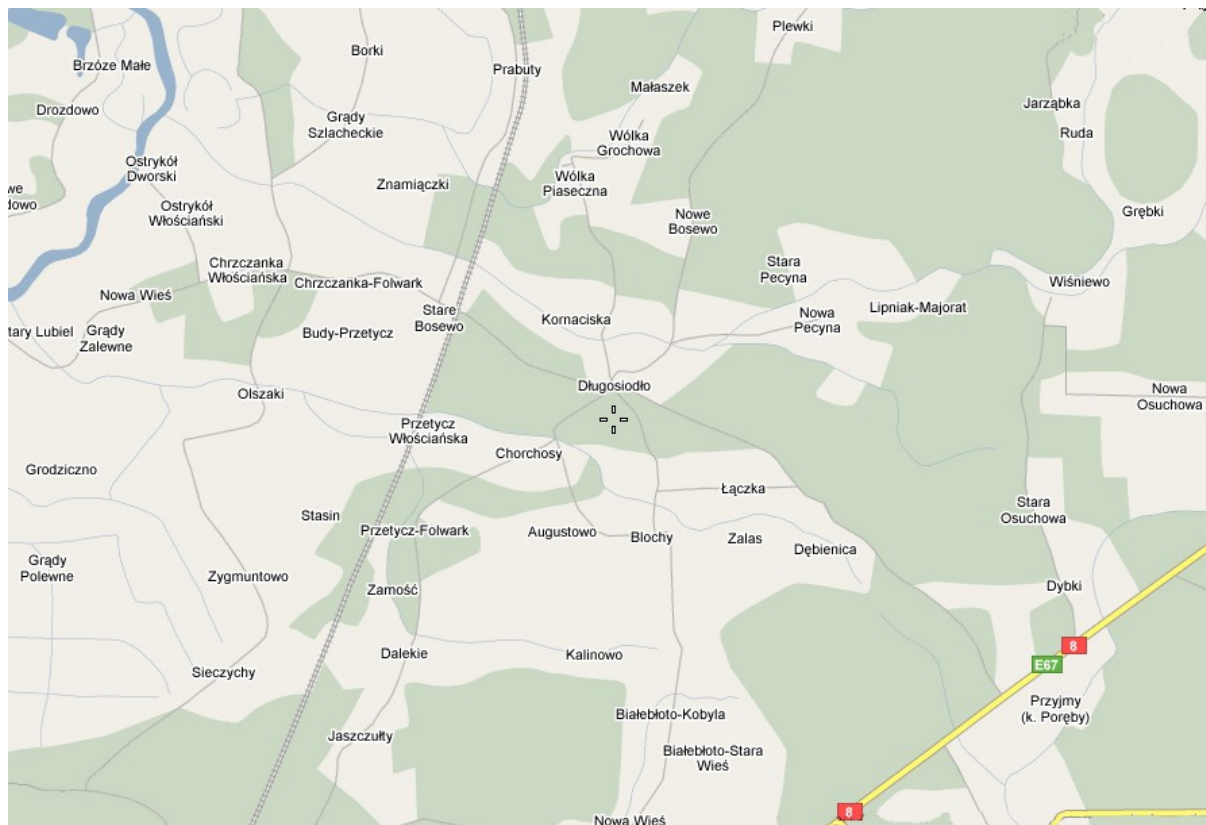 Plewki
Borki
Brzóze Małe
Prabuty
Małaszek
Drozdowo
Jarząbka
Grądy
Szlacheckie
Ruda
Wólka
Grochowa
Ostrykół
Dworski
Wólka
Piaseczna
Znamiączki
we
dowo
Ostrykół
Włościański
Nowe
Bosewo
Grębki
Chrzczanka
Włościańska
Stara
Pecyna
Chrzczanka-Folwark
Wiśniewo
Nowa Wieś
Lipniak-Majorat
Stare
Bosewo
Kornaciska
Nowa
Pecyna
tary Lubiel
Grądy
Zalewne
Budy-Przetycz
Długosiodło
Olszaki
Nowa
Osuchowa
Przetycz
Włościańska
Chorchosy
Grodziczno
Łączka
Stasin
Stara
Osuchowa
Przetycz-Folwark
Augustowo
Blochy
Zalas
Dębienica
Grądy
Polewne
Zygmuntowo
Zamość
Dybki
8
Dalekie
Kalinowo
E67
Sieczychy
Przyjmy
(k. Poręby)
Białebłoto-Kobyla
Jaszczułty
Białebłoto-Stara
Wieś
8
Nowa Wieś